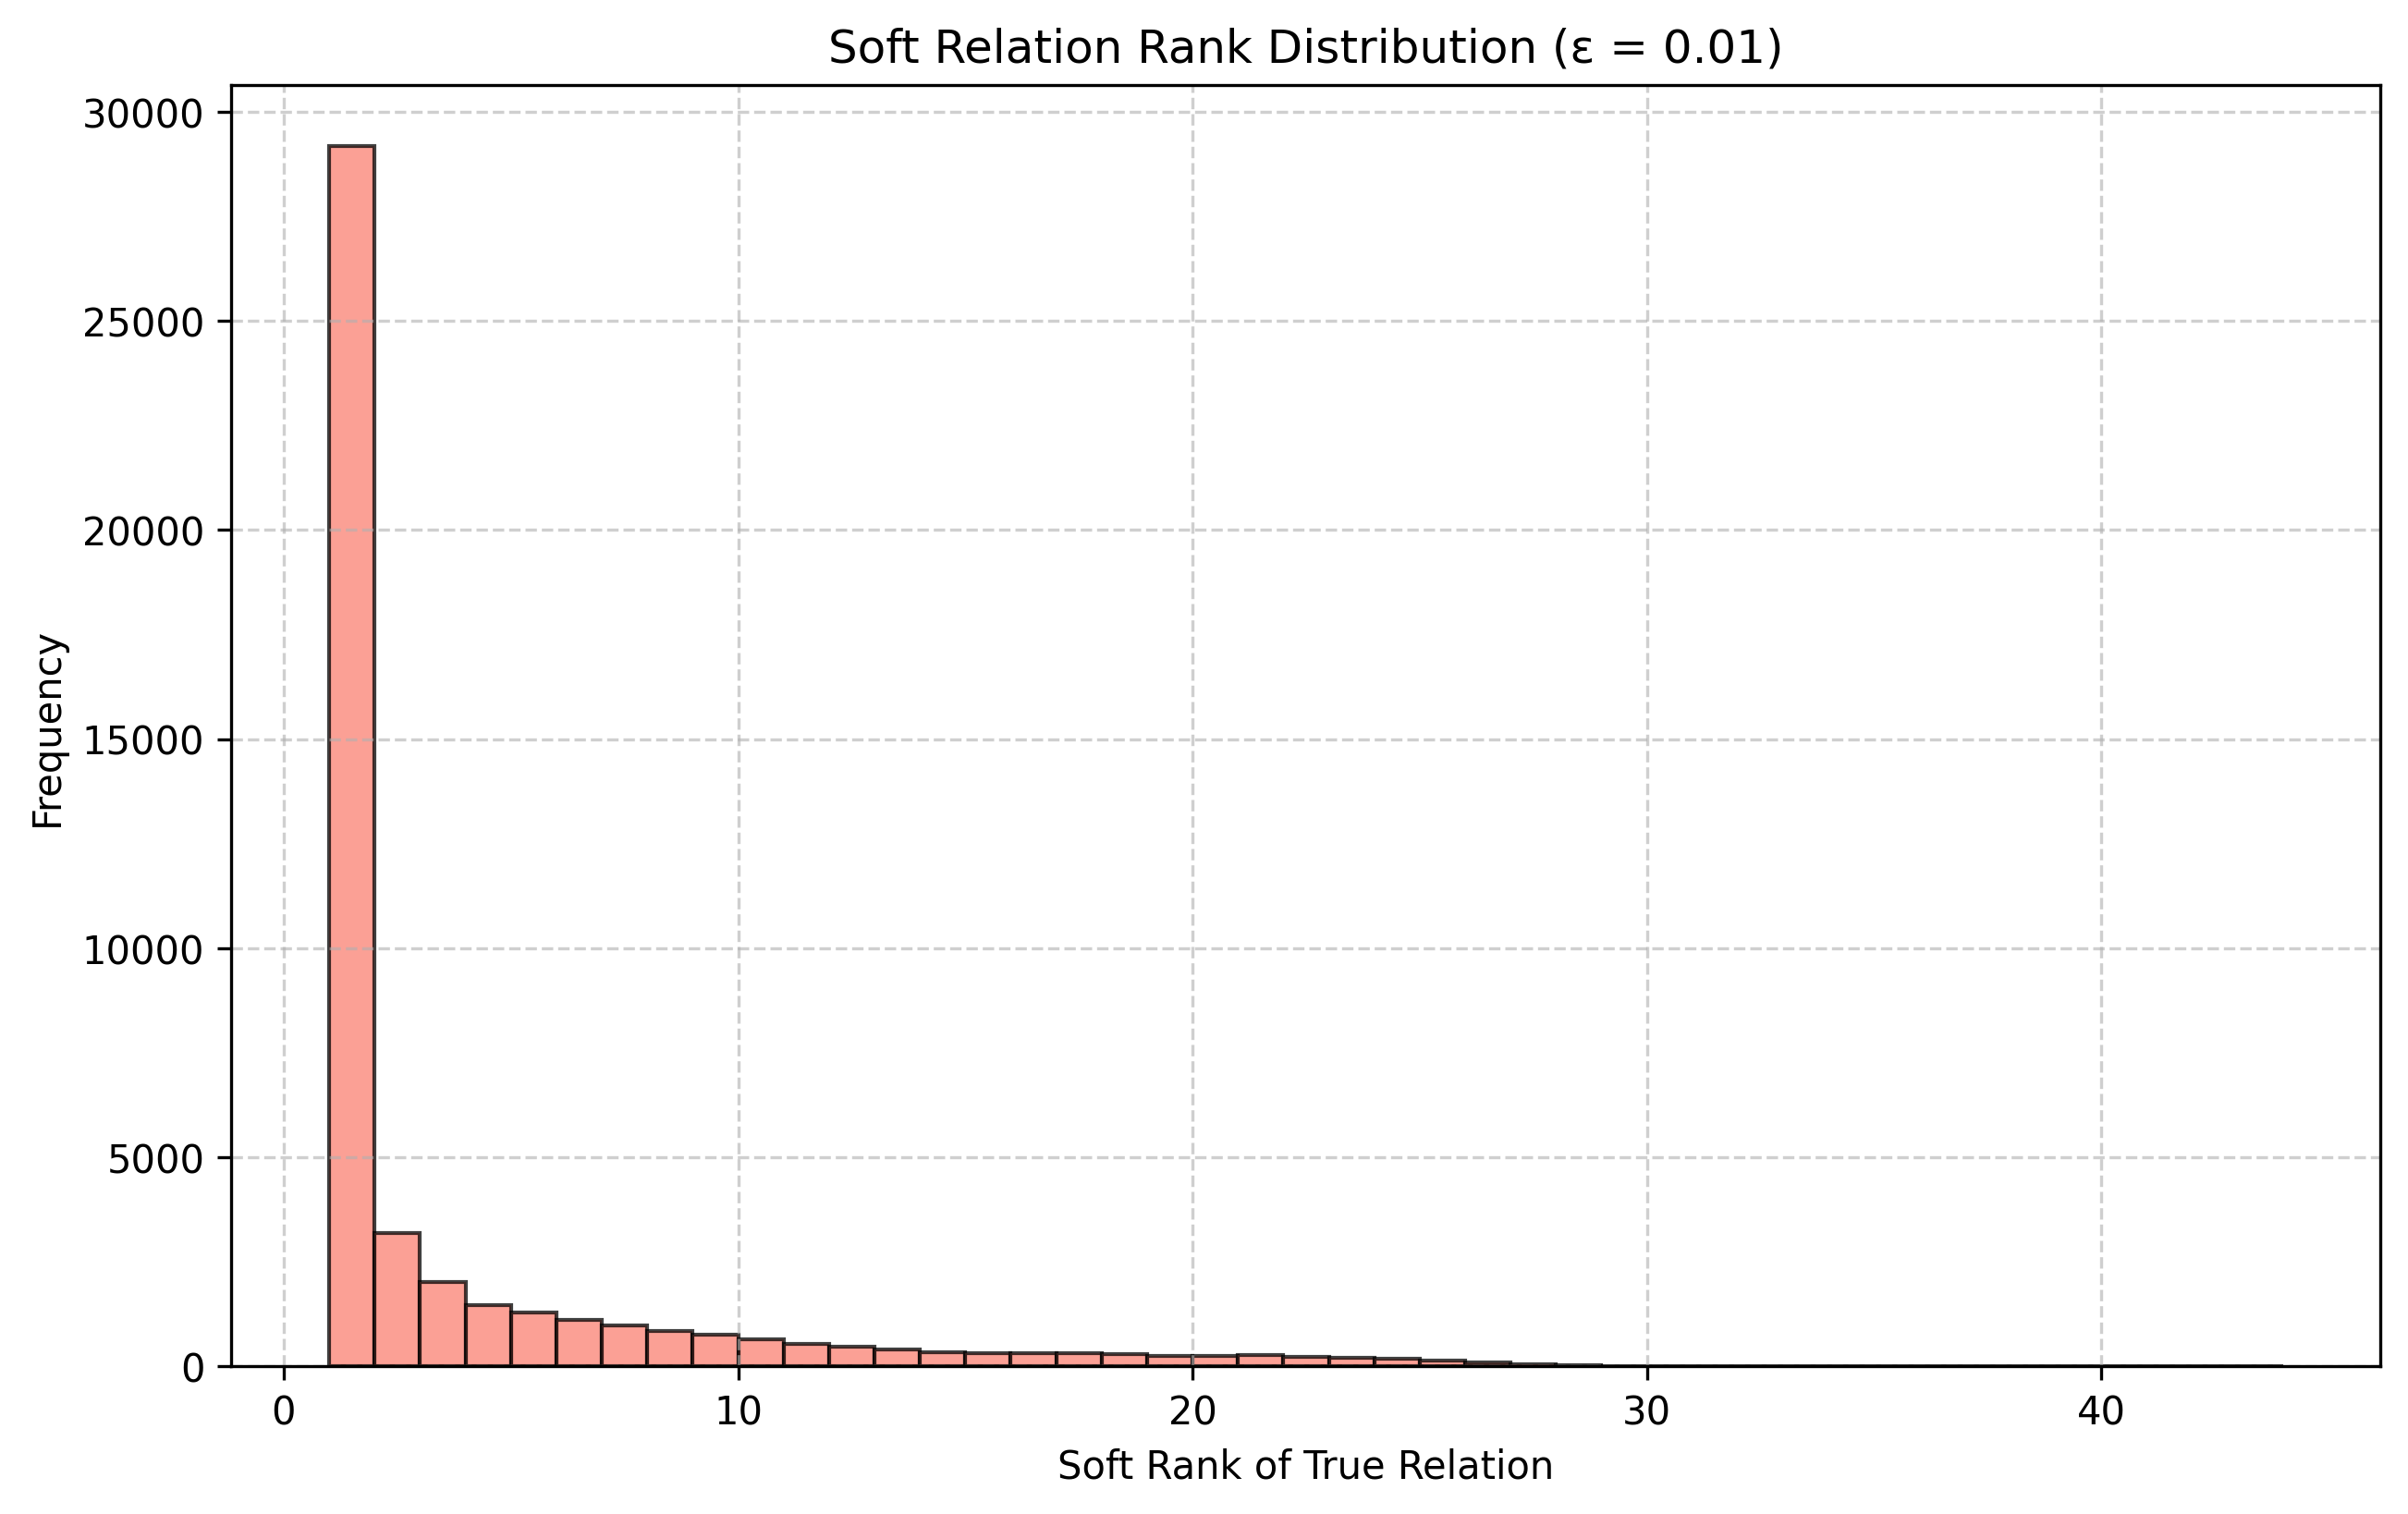 Soft Relation Rank Distribution (ε = 0.01)
30000
25000
20000
15000
10000
5000
0
Frequency
0 10 20 30 40
Soft Rank of True Relation